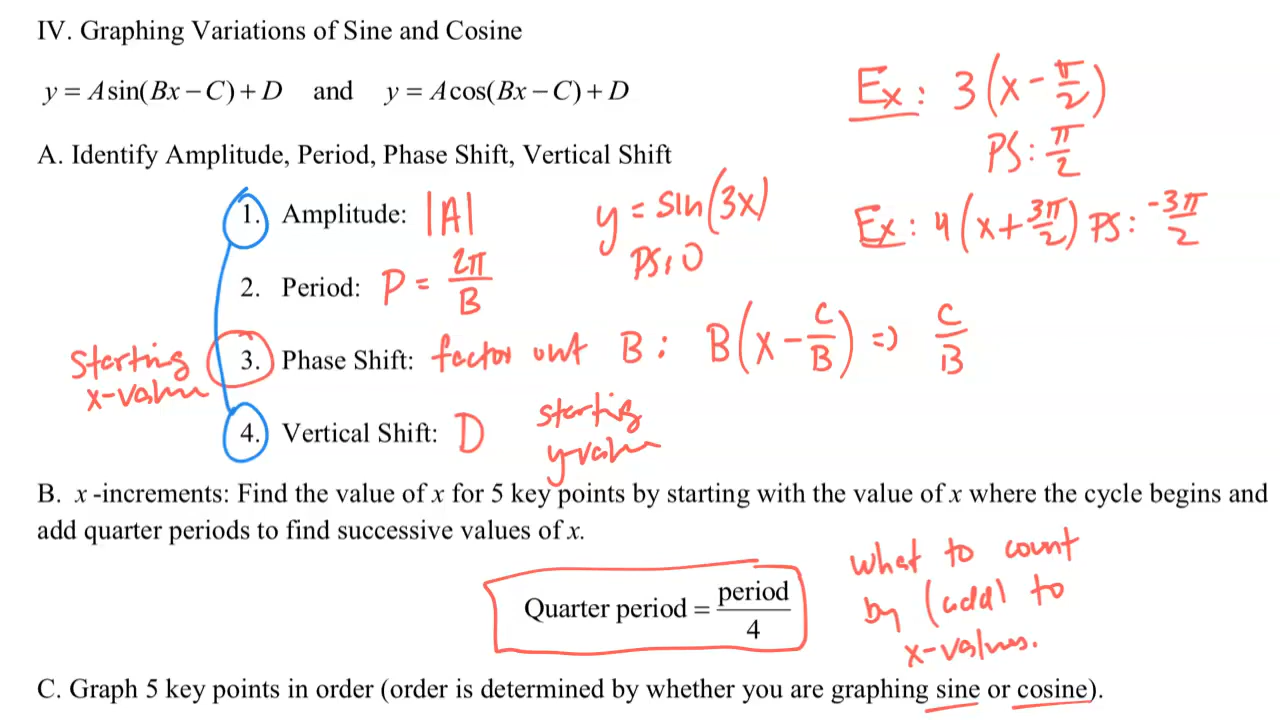 IV. Graphing Variations of Sine and Cosine
y = A sin(Bx − C) + D and y = A cos(Bx − C) + D
Ex: 3(x - π/2)
PS: π/2
A. Identify Amplitude, Period, Phase Shift, Vertical Shift
1. Amplitude: |A|
y = sin(3x)
PS: 0
Ex: 4(x + 3π/2) PS: -3π/2
2. Period: P = 2π/B
starting
x-value
3. Phase Shift: factor out B: B(x - C/B) => C/B
4. Vertical Shift: D
starting
y-value
B. x -increments: Find the value of x for 5 key points by starting with the value of x where the cycle begins and
add quarter periods to find successive values of x.
Quarter period = period/4
what to count
by (add) to
x-values.
C. Graph 5 key points in order (order is determined by whether you are graphing sine or cosine).